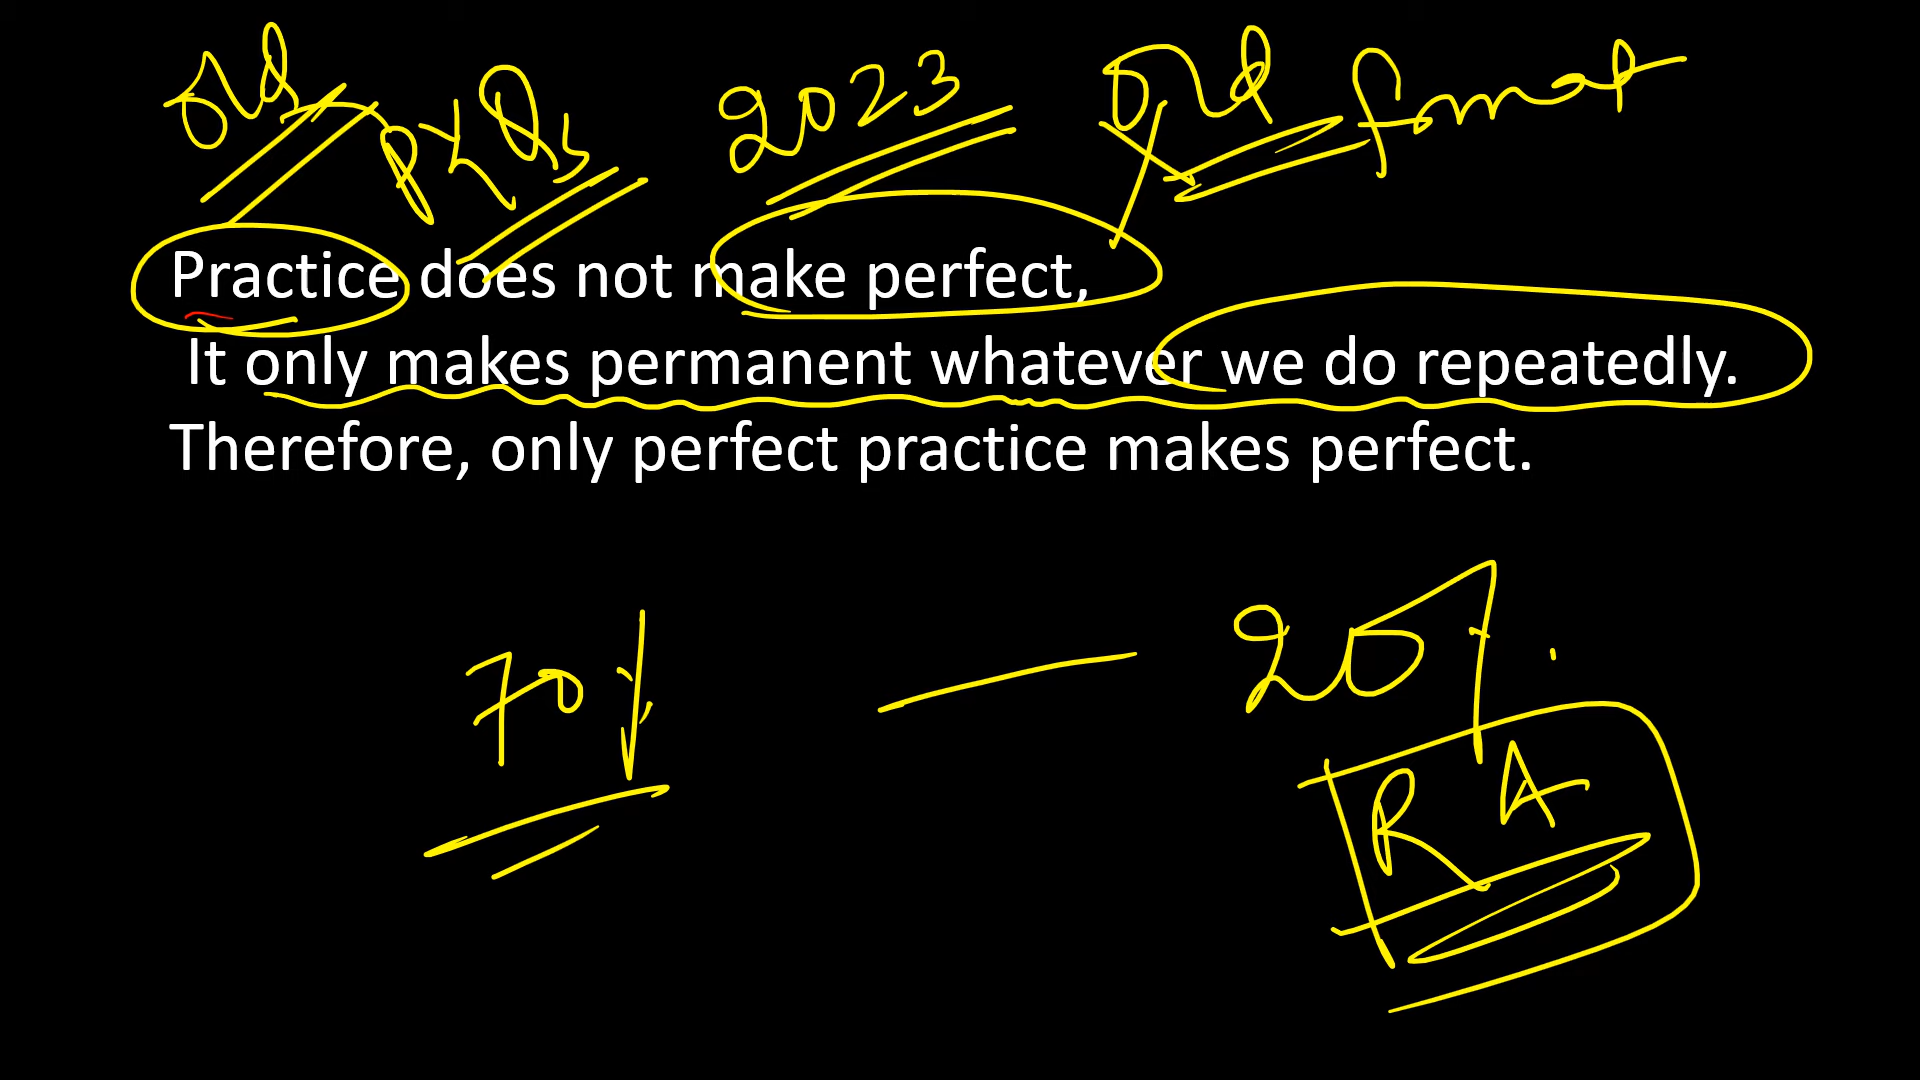 Old PYQs 2023 Old format
Practice does not make perfect,
It only makes permanent whatever we do repeatedly.
Therefore, only perfect practice makes perfect.
70% — 20%.
RA